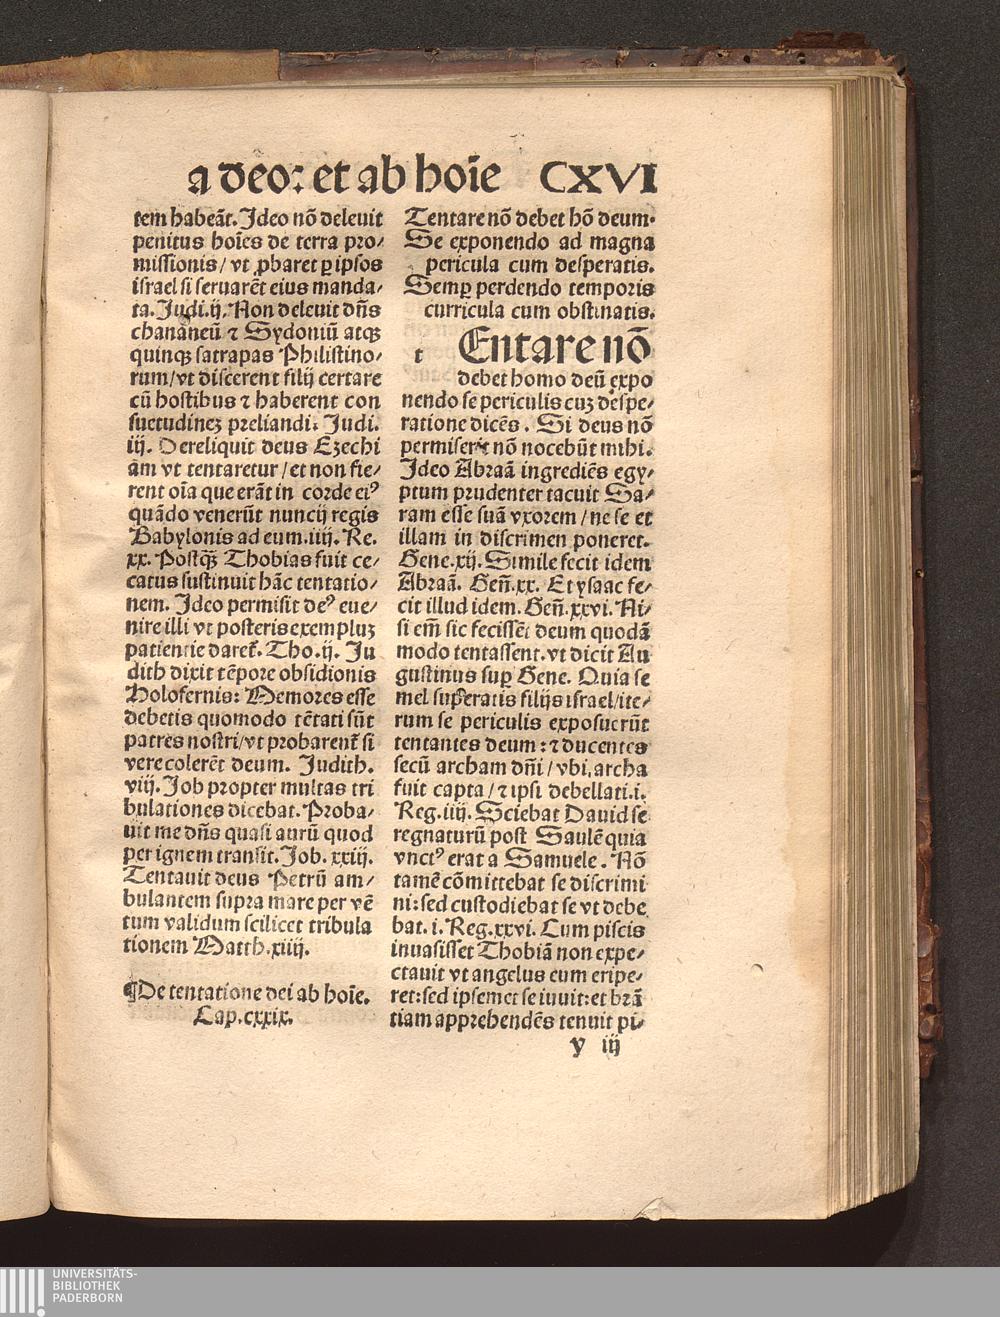 a deo: et ab hoīe CXVI
tem habeāt. Ideo nō deleuit
penitus hoīes de terra pro/
missionis/ vt ꝓbaret ꝑ ipsos
israel si seruarēt eius manda/
ta. Judi.ij. Non deleuit dn̄s
chananeū ⁊ Sydoniū atqꝫ
quinqꝫ satrapas Philistino/
rum/vt discerent filij certare
cū hostibus ⁊ haberent con
suetudineꝫ preliandi. Judi.
iij. Dereliquit deus Ezechi
am vt tentaretur/et non fie/
rent oīa que erāt in corde eiꝰ
quādo venerūt nuncij regis
Babylonis ad eum.iiij. Re.
xx. Postqꝫ Thobias fuit ce/
catus sustinuit hāc tentatio/
nem. Ideo permisit deꝰ eue/
nire illi vt posteris exempluꝫ
patientie daret̄. Tho.ij. Ju
dith dixit tēpore obsidionis
Holofernis: Memores esse
debetis quomodo tētati sūt
patres nostri/vt probarent̄ si
vere colerēt deum. Judith.
viij. Job propter multas tri
bulationes dicebat. Proba/
uit me dn̄s quasi aurū quod
per ignem transit. Job. xxiij.
Tentauit deus Petrū am/
bulantem supra mare per vē
tum validum scilicet tribula
tionem Matth.xiiij.
¶De tentatione dei ab hoīe.
Cap.cxxix.
Tentare nō debet hō deum.
Se exponendo ad magna
pericula cum desperatis.
Semꝑ perdendo temporis
curricula cum obstinatis.
t Entare nō
debet homo deū expo
nendo se periculis cuꝫ despe/
ratione dicēs. Si deus nō
permiserit nō nocebūt mihi.
Ideo Abraā ingrediēs egy/
ptum prudenter tacuit Sa/
ram esse suā vxorem/ne se et
illam in discrimen poneret.
Gene.xij. Simile fecit idem
Abraā. Gen̄.xx. Et ysaac fe/
cit illud idem. Gen̄.xxvi. Ni/
si em̄ sic fecissēt deum quodā
modo tentassent.vt dicit Au
gustinus suꝑ Gene. Quia se
mel superatis filijs israel/ite/
rum se periculis exposuerūt
tentantes deum:⁊ ducentes
secū archam dn̄i/vbi, archa
fuit capta/⁊ ipsi debellati.i.
Reg.iiij. Sciebat Dauid se
regnaturū post Saulē quia
vnctꝰ erat a Samuele. Nō
tamē cōmittebat se discrimi
ni:sed custodiebat se vt debe
bat. i. Reg.xxvi. Cum piscis
inuasisset Thobiā non expe/
ctauit vt angelus eum eripe/
ret:sed ipsemet se iuuit:et brā
tiam apprehendēs tenuit pi/
y iij
UNIVERSITÄTS-
BIBLIOTHEK
PADERBORN